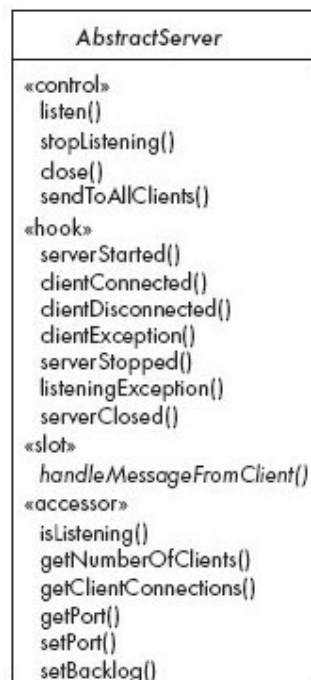 AbstractServer
«control»
listen()
stopListening()
close()
sendToAllClients()
«hook»
serverStarted()
clientConnected()
clientDisconnected()
clientException()
serverStopped()
listeningException()
serverClosed()
«slot»
handleMessageFromClient()
«accessor»
isListening()
getNumberOfClients()
getClientConnections()
getPort()
setPort()
setBacklog()